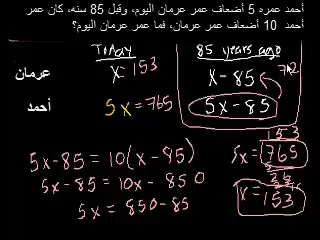 أحمد عمره 5 أضعاف عمر عرمان اليوم، وقبل 85 سنه، كان عمر
أحمد 10 أضعاف عمر عرمان، فما عمر عرمان اليوم؟
Today 85 years ago
عرمان x=153 x-85
أحمد 5x=765 5x-85
5x-85=10(x-85)
5x-85=10x-850
5x=850-85
153
5x=765
x=153